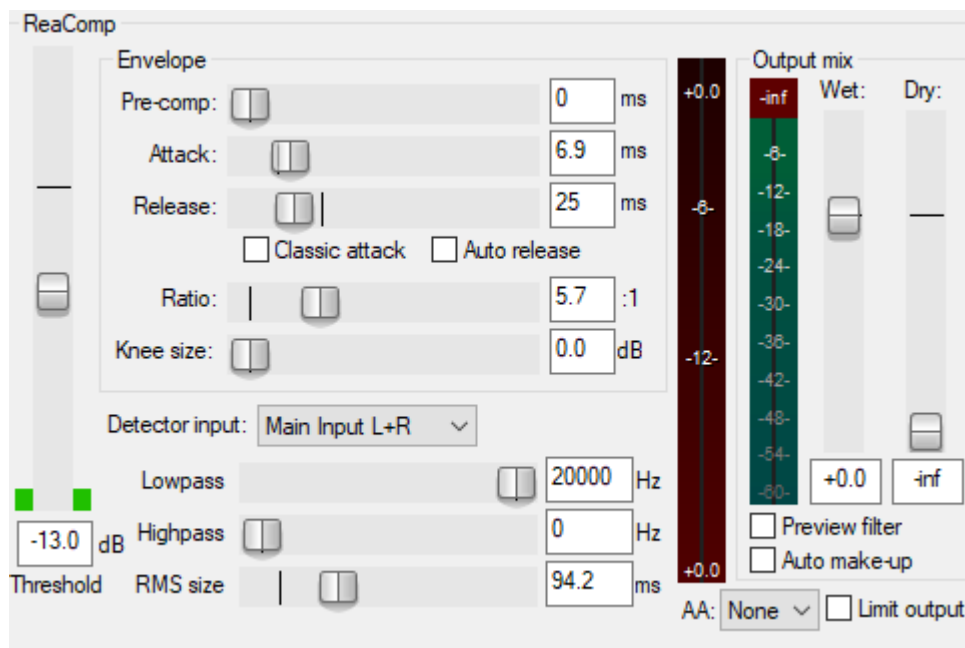 ReaComp
Envelope
Pre-comp: 0 ms
Attack: 6.9 ms
Release: 25 ms
Classic attack Auto release
Ratio: 5.7 :1
Knee size: 0.0 dB
Detector input: Main Input L+R
Lowpass 20000 Hz
Highpass 0 Hz
RMS size 94.2 ms
-13.0 dB
Threshold
+0.0
-6-
-12-
+0.0
AA: None Limit output
Output mix
Wet: Dry:
-inf
-6-
-12-
-18-
-24-
-30-
-36-
-42-
-48-
-54-
-60-
+0.0 -inf
Preview filter
Auto make-up